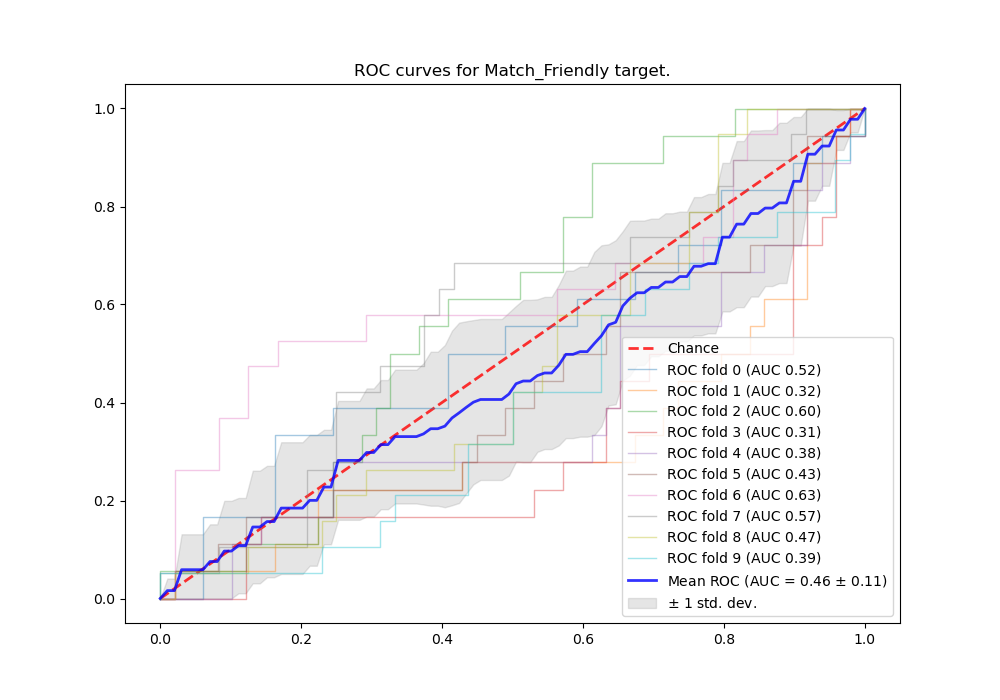 ROC curves for Match_Friendly target.
1.0
0.8
0.6
0.4
0.2
0.0
0.0 0.2 0.4 0.6 0.8 1.0
Chance
ROC fold 0 (AUC 0.52)
ROC fold 1 (AUC 0.32)
ROC fold 2 (AUC 0.60)
ROC fold 3 (AUC 0.31)
ROC fold 4 (AUC 0.38)
ROC fold 5 (AUC 0.43)
ROC fold 6 (AUC 0.63)
ROC fold 7 (AUC 0.57)
ROC fold 8 (AUC 0.47)
ROC fold 9 (AUC 0.39)
Mean ROC (AUC = 0.46 ± 0.11)
± 1 std. dev.